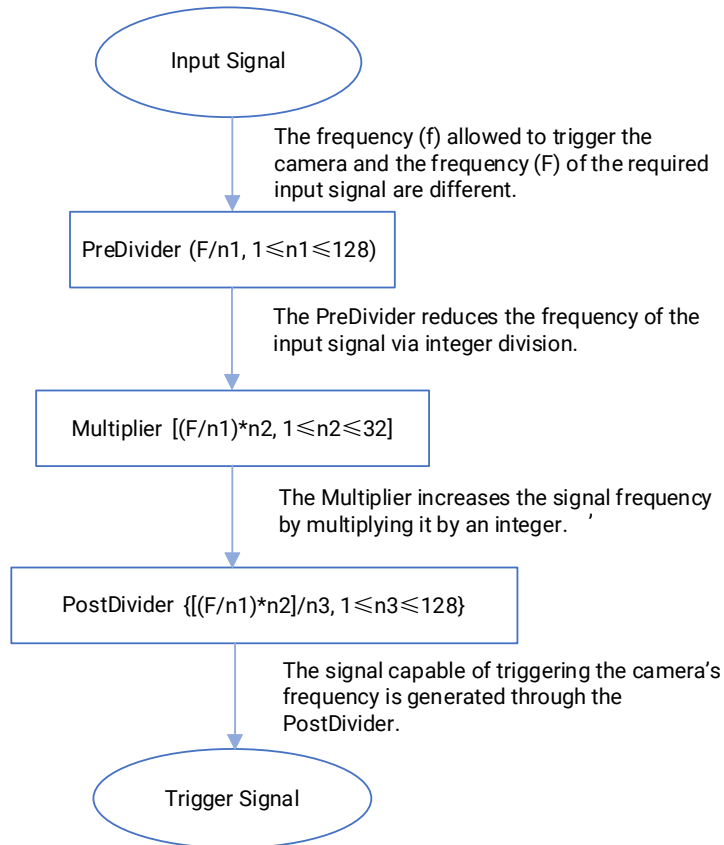 Input Signal
The frequency (f) allowed to trigger the
camera and the frequency (F) of the required
input signal are different.
PreDivider (F/n1, 1≤n1≤128)
The PreDivider reduces the frequency of the
input signal via integer division.
Multiplier [(F/n1)*n2, 1≤n2≤32]
The Multiplier increases the signal frequency
by multiplying it by an integer. ’
PostDivider {[(F/n1)*n2]/n3, 1≤n3≤128}
The signal capable of triggering the camera’s
frequency is generated through the
PostDivider.
Trigger Signal